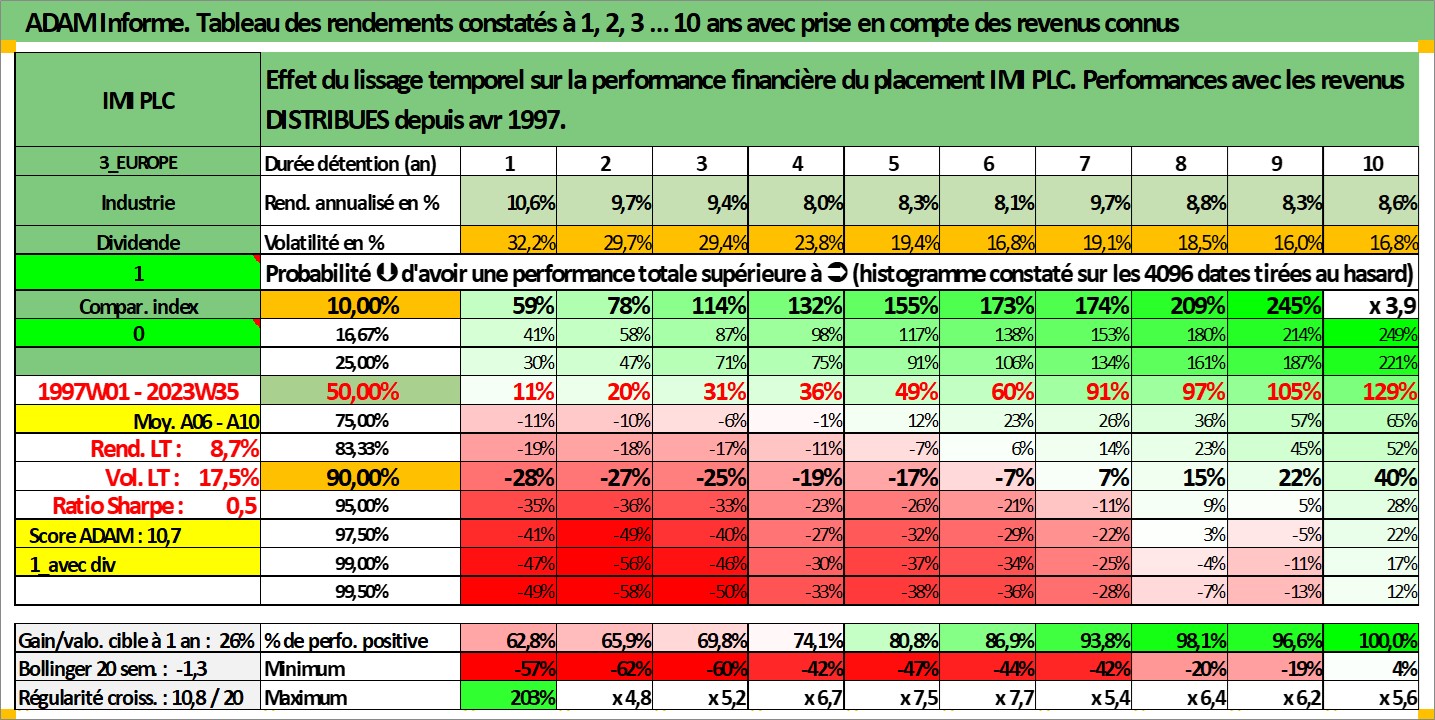 ADAM Informe. Tableau des rendements constatés à 1, 2, 3 ... 10 ans avec prise en compte des revenus connus
IMI PLC
Effet du lissage temporel sur la performance financière du placement IMI PLC. Performances avec les revenus
DISTRIBUES depuis avr 1997.
3_EUROPE Durée détention (an) 1 2 3 4 5 6 7 8 9 10
Industrie Rend. annualisé en % 10,6% 9,7% 9,4% 8,0% 8,3% 8,1% 9,7% 8,8% 8,3% 8,6%
Dividende Volatilité en % 32,2% 29,7% 29,4% 23,8% 19,4% 16,8% 19,1% 18,5% 16,0% 16,8%
1 Probabilité ⮋ d'avoir une performance totale supérieure à ⮊ (histogramme constaté sur les 4096 dates tirées au hasard)
Compar. index 10,00% 59% 78% 114% 132% 155% 173% 174% 209% 245% x 3,9
0 16,67% 41% 58% 87% 98% 117% 138% 153% 180% 214% 249%
25,00% 30% 47% 71% 75% 91% 106% 134% 161% 187% 221%
1997W01 - 2023W35 50,00% 11% 20% 31% 36% 49% 60% 91% 97% 105% 129%
Moy. A06 - A10 75,00% -11% -10% -6% -1% 12% 23% 26% 36% 57% 65%
Rend. LT : 8,7% 83,33% -19% -18% -17% -11% -7% 6% 14% 23% 45% 52%
Vol. LT : 17,5% 90,00% -28% -27% -25% -19% -17% -7% 7% 15% 22% 40%
Ratio Sharpe : 0,5 95,00% -35% -36% -33% -23% -26% -21% -11% 9% 5% 28%
Score ADAM : 10,7 97,50% -41% -49% -40% -27% -32% -29% -22% 3% -5% 22%
1_avec div 99,00% -47% -56% -46% -30% -37% -34% -25% -4% -11% 17%
99,50% -49% -58% -50% -33% -38% -36% -28% -7% -13% 12%
Gain/valo. cible à 1 an : 26% % de perfo. positive 62,8% 65,9% 69,8% 74,1% 80,8% 86,9% 93,8% 98,1% 96,6% 100,0%
Bollinger 20 sem. : -1,3 Minimum -57% -62% -60% -42% -47% -44% -42% -20% -19% 4%
Régularité croiss. : 10,8 / 20 Maximum 203% x 4,8 x 5,2 x 6,7 x 7,5 x 7,7 x 5,4 x 6,4 x 6,2 x 5,6